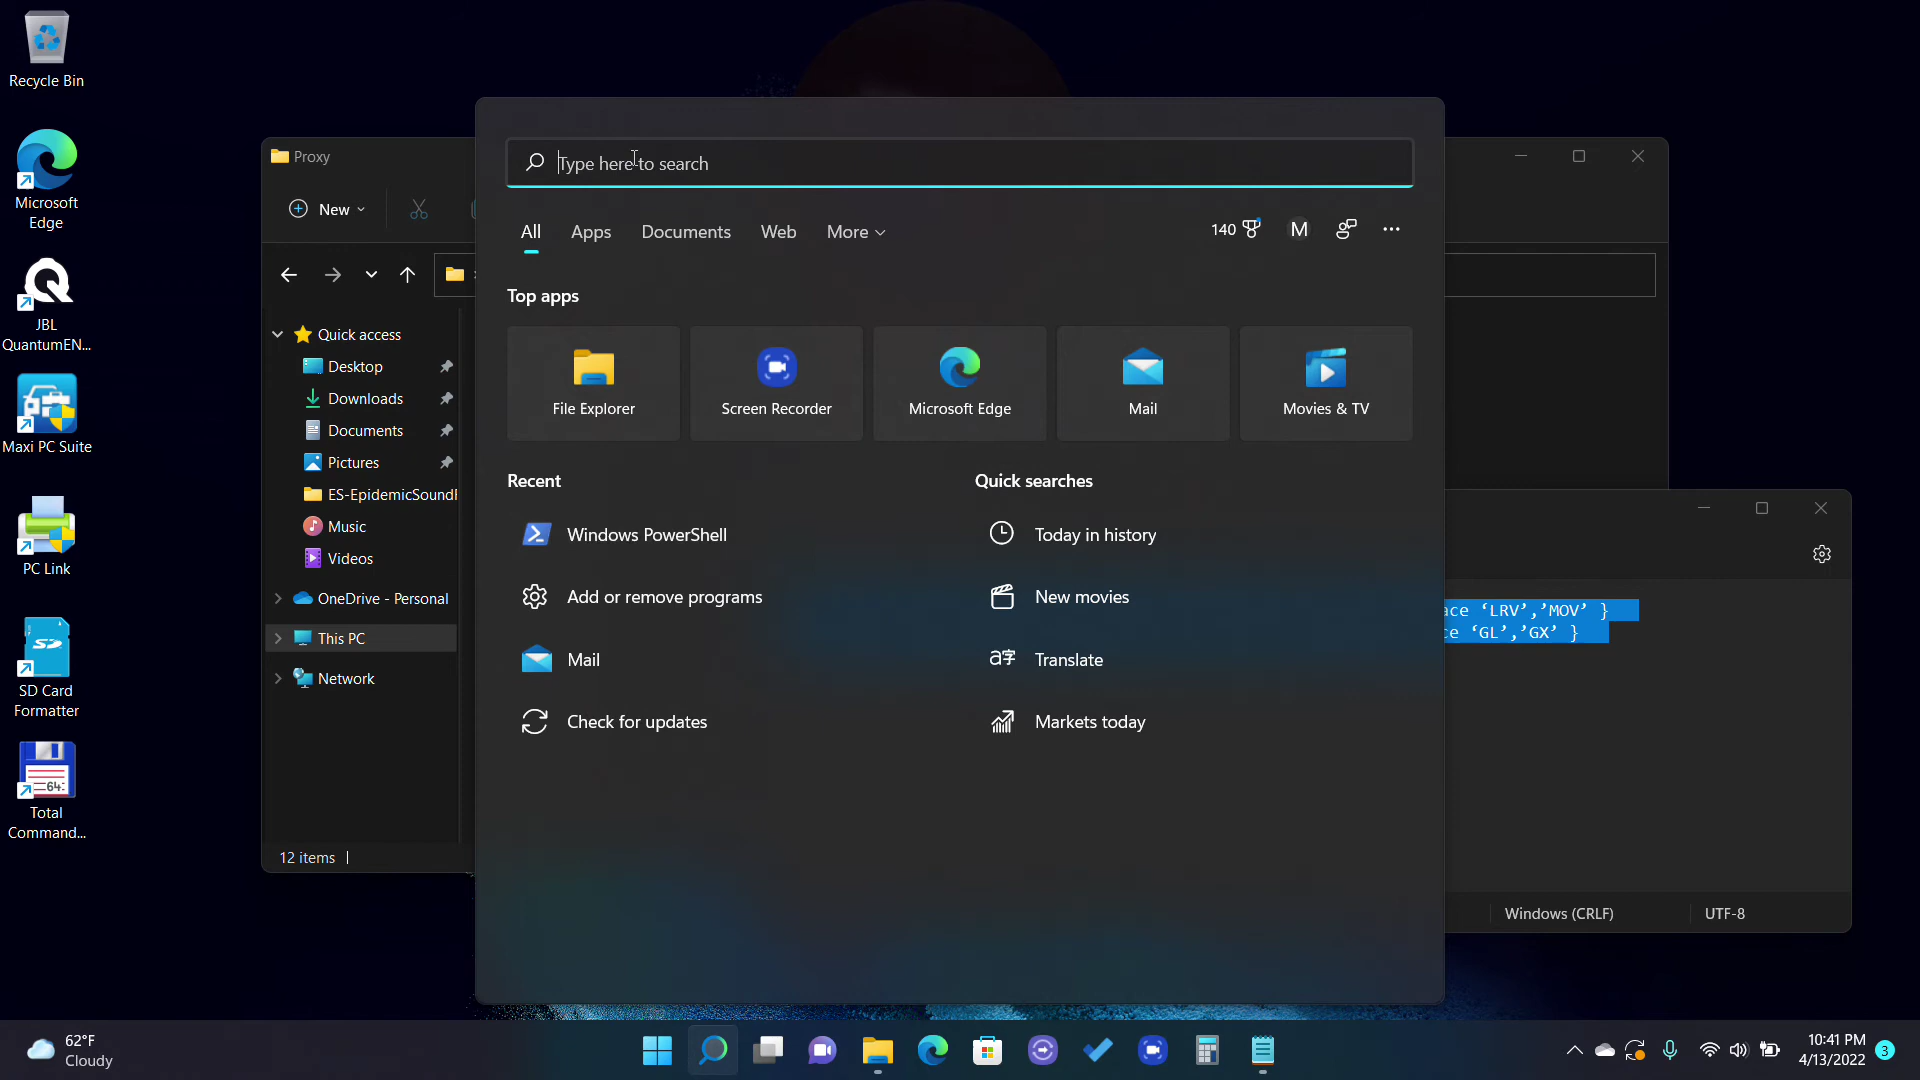 Recycle Bin
Microsoft
Edge
JBL
QuantumEN...
Maxi PC Suite
PC Link
SD Card
Formatter
64
Total
Command...
Proxy
New
Quick access
Desktop
Downloads
Documents
Pictures
ES-EpidemicSound
Music
Videos
OneDrive - Personal
This PC
Network
12 items
Type here to search
All Apps Documents Web More
140 M
Top apps
File Explorer
Screen Recorder
Microsoft Edge
Mail
Movies & TV
Recent
Windows PowerShell
Add or remove programs
Mail
Check for updates
Quick searches
Today in history
New movies
Translate
Markets today
ace ‘LRV’,’MOV’ }
ce ‘GL’,’GX’ }
Windows (CRLF) UTF-8
62°F
Cloudy
10:41 PM
4/13/2022
3